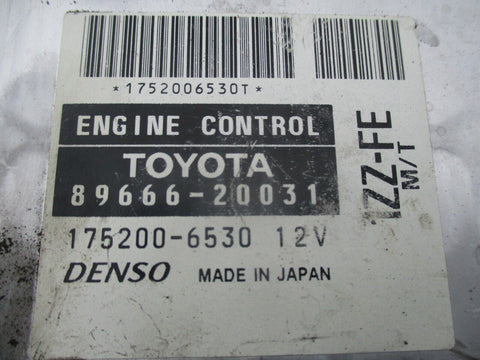 *1752006530T*
ENGINE CONTROL
TOYOTA
89666-20031
175200-6530 12V
DENSO MADE IN JAPAN
1ZZ-FE
M/T